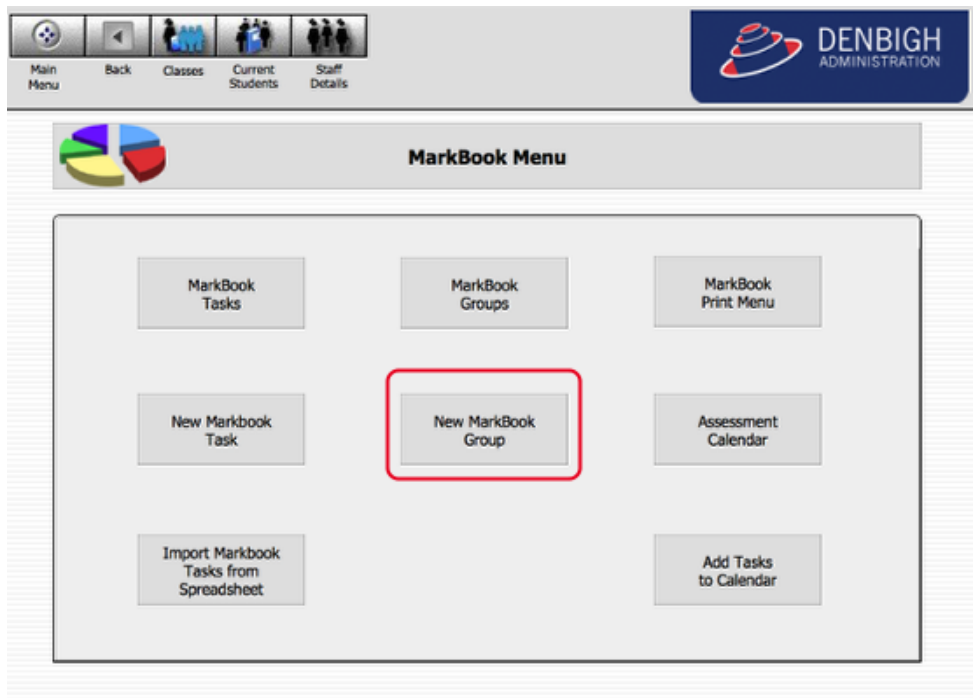 Main
Menu
Back
Classes
Current
Students
Staff
Details
DENBIGH
ADMINISTRATION
MarkBook Menu
MarkBook
Tasks
MarkBook
Groups
MarkBook
Print Menu
New Markbook
Task
New MarkBook
Group
Assessment
Calendar
Import Markbook
Tasks from
Spreadsheet
Add Tasks
to Calendar